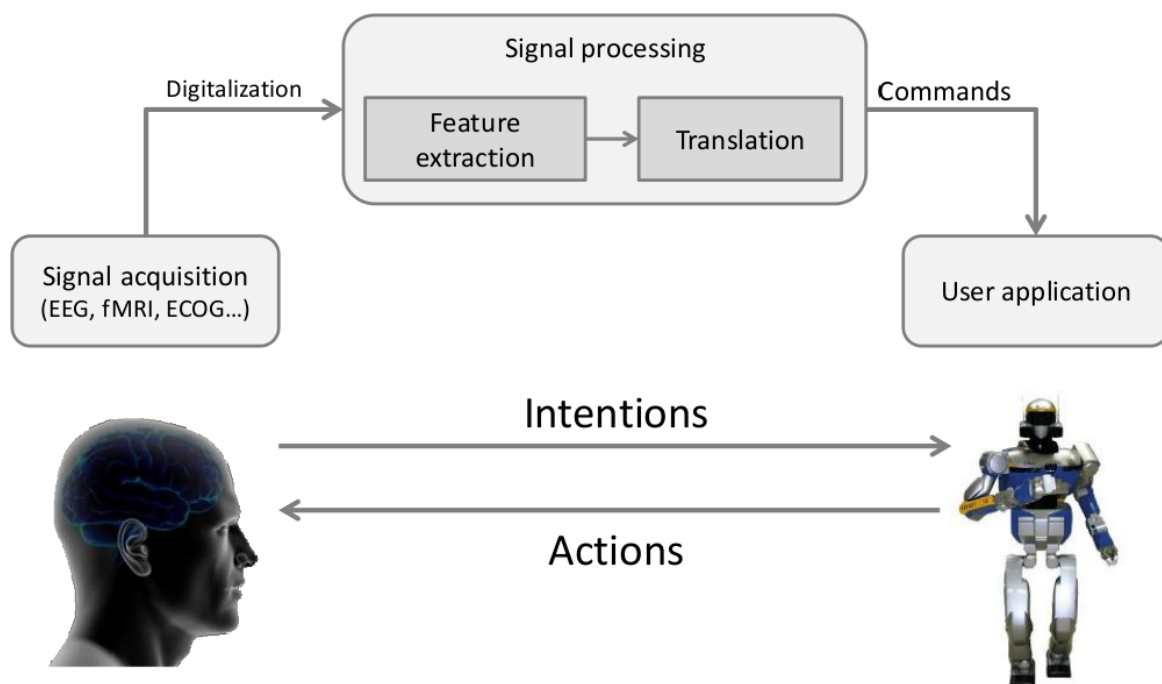 Signal processing
Digitalization
Commands
Feature
extraction
Translation
Signal acquisition
(EEG, fMRI, ECOG...)
User application
Intentions
Actions